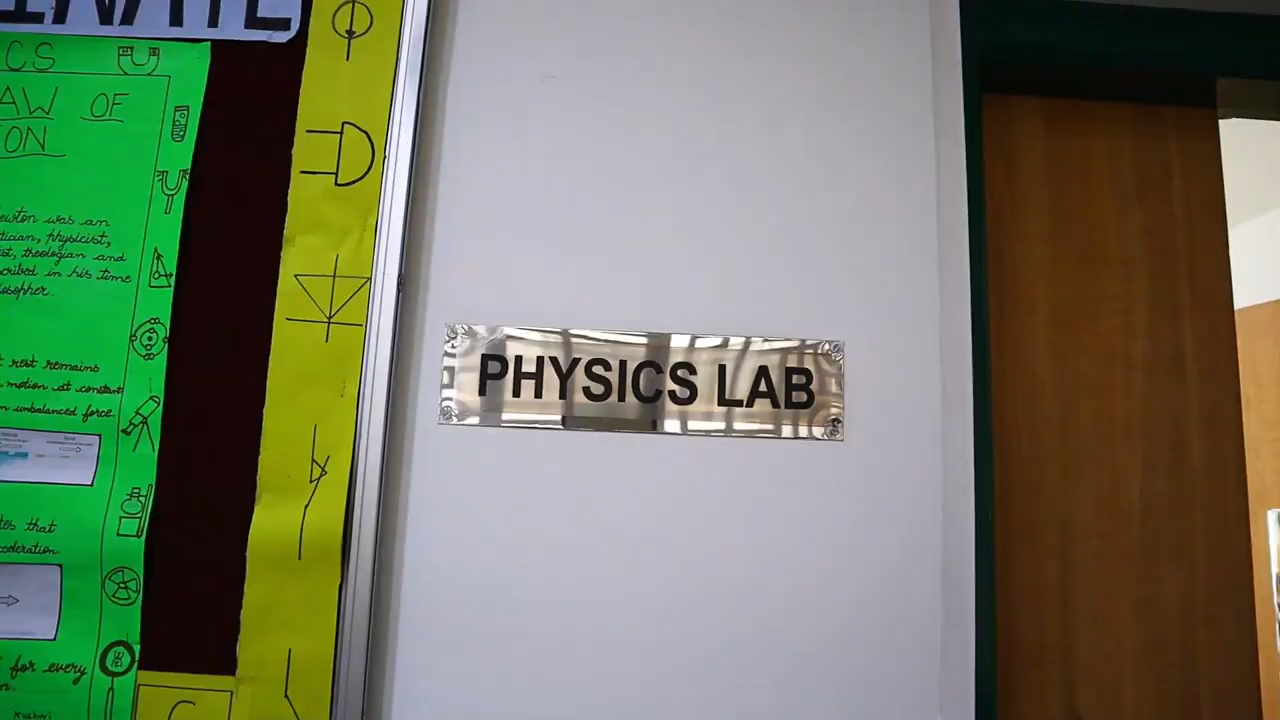 CS
AW OF
ON
ewton was an
tician, physicist,
ist, theologian and
cribed in his time
losopher.
t rest remains
motion at constant
n unbalanced force.
tes that
celeration.
for every
n.
PHYSICS LAB
C